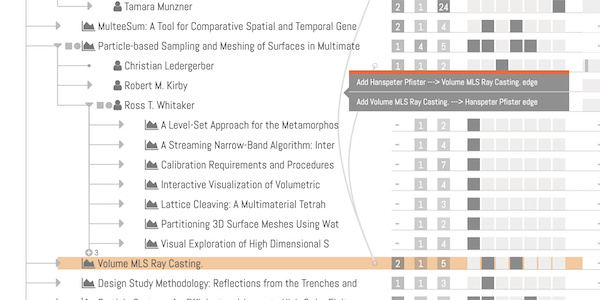 Tamara Munzner 2 1 24
MulteeSum: A Tool for Comparative Spatial and Temporal Gene 2 1 4
Particle-based Sampling and Meshing of Surfaces in Multimate 1 4 5
Christian Ledergerber - 1 2
Add Hanspeter Pfister ---> Volume MLS Ray Casting. edge
Robert M. Kirby
Add Volume MLS Ray Casting. ---> Hanspeter Pfister edge
Ross T. Whitaker
A Level-Set Approach for the Metamorphos - 1 2
A Streaming Narrow-Band Algorithm: Inter - 1 4
Calibration Requirements and Procedures - 1 7
Interactive Visualization of Volumetric - 1 4
Lattice Cleaving: A Multimaterial Tetrah - 1 3
Partitioning 3D Surface Meshes Using Wat - 1 2
Visual Exploration of High Dimensional S - 1 4
3
Volume MLS Ray Casting. 2 1 5
Design Study Methodology: Reflections from the Trenches and - 1 3